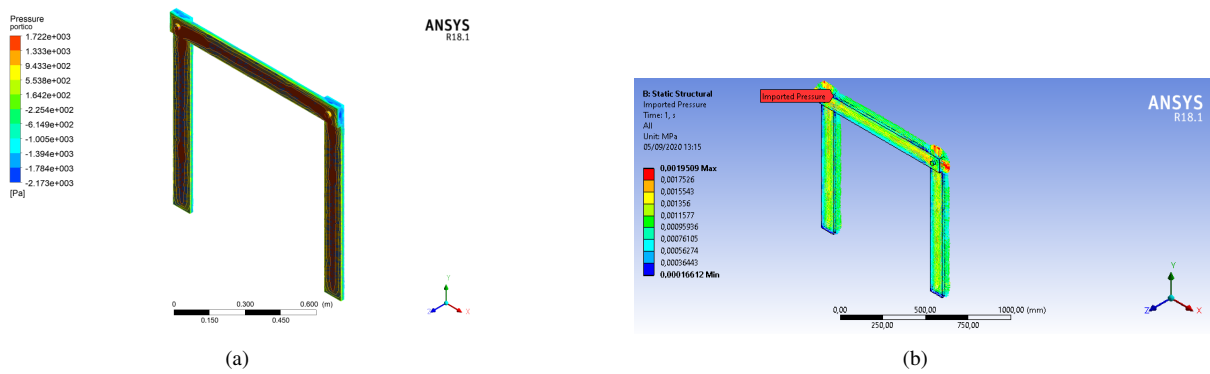 Pressure
portico
1.722e+003
1.333e+003
9.433e+002
5.538e+002
1.642e+002
-2.254e+002
-6.149e+002
-1.005e+003
-1.394e+003
-1.784e+003
-2.173e+003
[Pa]
ANSYS
R18.1
0 0.300 0.600 (m)
0.150 0.450
Y
Z X
(a)
B: Static Structural
Imported Pressure
Time: 1, s
All
Unit: MPa
05/09/2020 13:15
0,0019509 Max
0,0017526
0,0015543
0,001356
0,0011577
0,00095936
0,00076105
0,00056274
0,00036443
0,00016612 Min
Imported Pressure
ANSYS
R18.1
0,00 500,00 1000,00 (mm)
250,00 750,00
Y
Z X
(b)